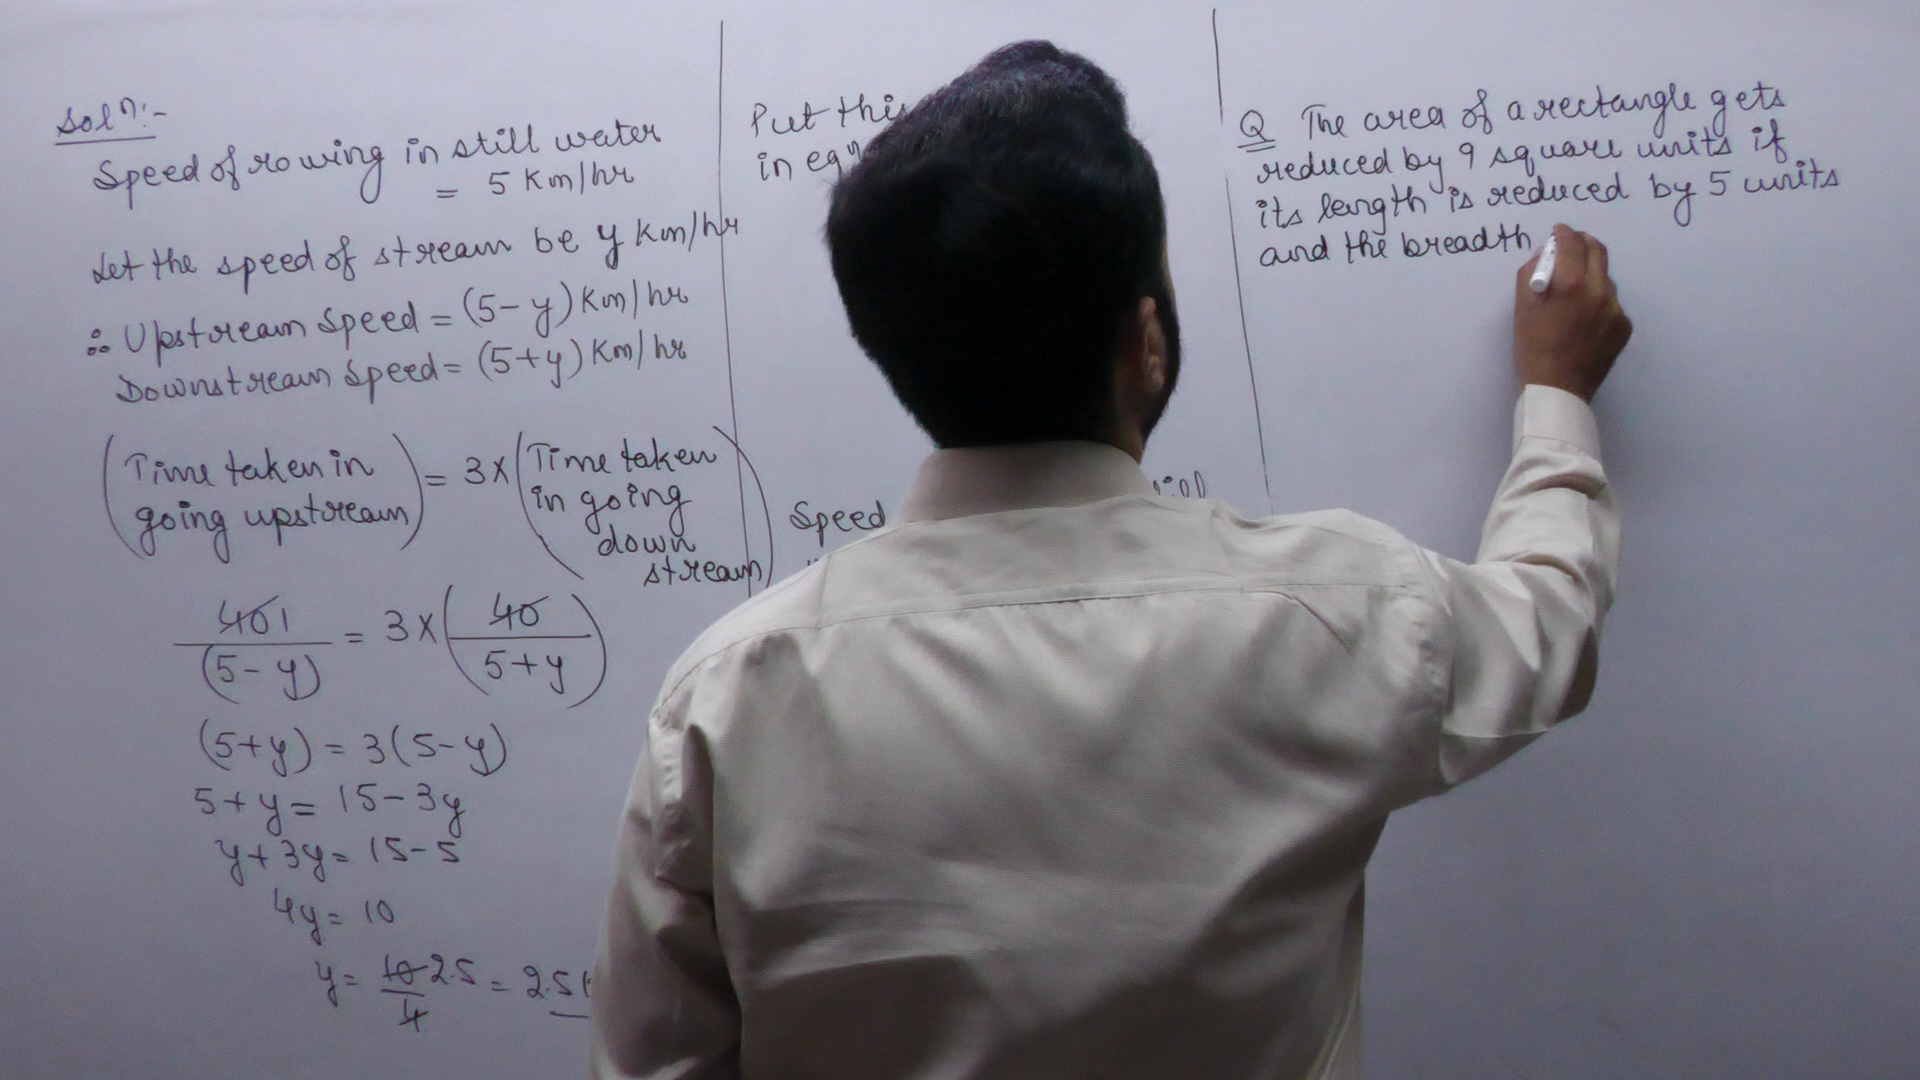 Solⁿ:-
Speed of rowing in still water
= 5 Km/hr
Let the speed of stream be y Km/hr
∴ Upstream Speed = (5-y) Km/hr
Downstream Speed = (5+y) Km/hr
(Time taken in going upstream) = 3 × (Time taken in going down stream)
40 1 / (5-y) = 3 × (40 / 5+y)
(5+y) = 3(5-y)
5+y = 15-3y
y+3y = 15-5
4y = 10
y = 10 2.5 / 4 = 2.5
Put this
in eqⁿ
Speed
Q The area of a rectangle gets
reduced by 9 square units if
its length is reduced by 5 units
and the breadth